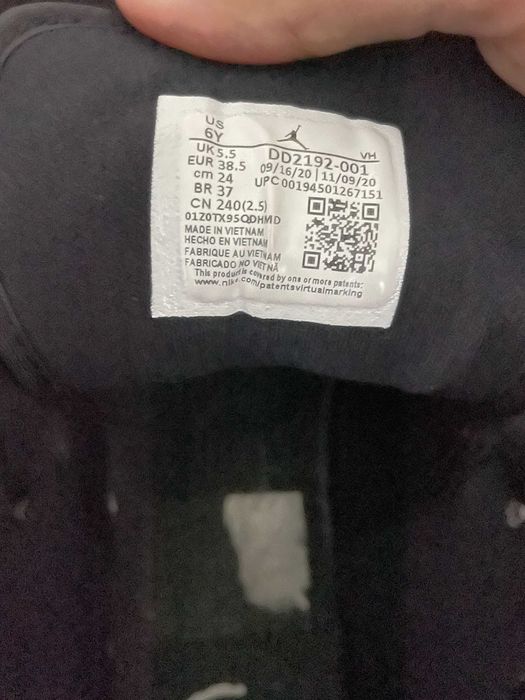 US
6Y
UK 5.5
EUR 38.5
cm 24
BR 37
CN 240(2.5)
VH
DD2192-001
09/16/20 | 11/09/20
UPC 00194501267151
0120TX95QDHMD
MADE IN VIETNAM
HECHO EN VIETNAM
FABRIQUE AU VIETNAM
FABRICADO NO VIETNÃ
This product is covered by one or more patents:
www.nike.com/patentsvirtualmarking